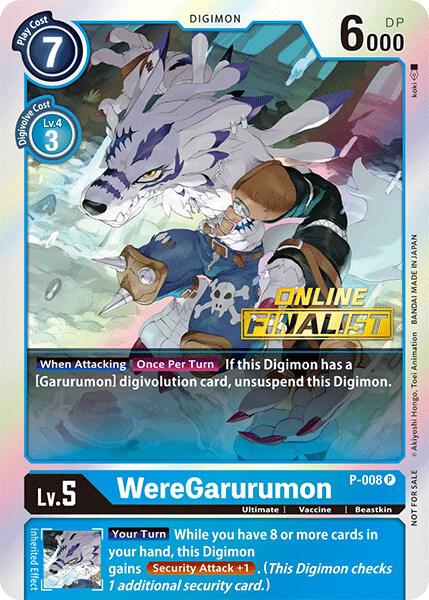 Play Cost
7
DIGIMON
DP
6000
Digivolve Cost
Lv.4
3
koki
ONLINE
FINALIST
When Attacking Once Per Turn If this Digimon has a
[Garurumon] digivolution card, unsuspend this Digimon.
© Akiyoshi Hongo, Toei Animation BANDAI MADE IN JAPAN
NOT FOR SALE
Lv.5
WereGarurumon
P-008 P
Ultimate | Vaccine | Beastkin
Inherited Effect
Your Turn While you have 8 or more cards in
your hand, this Digimon
gains Security Attack +1. (This Digimon checks
1 additional security card.)